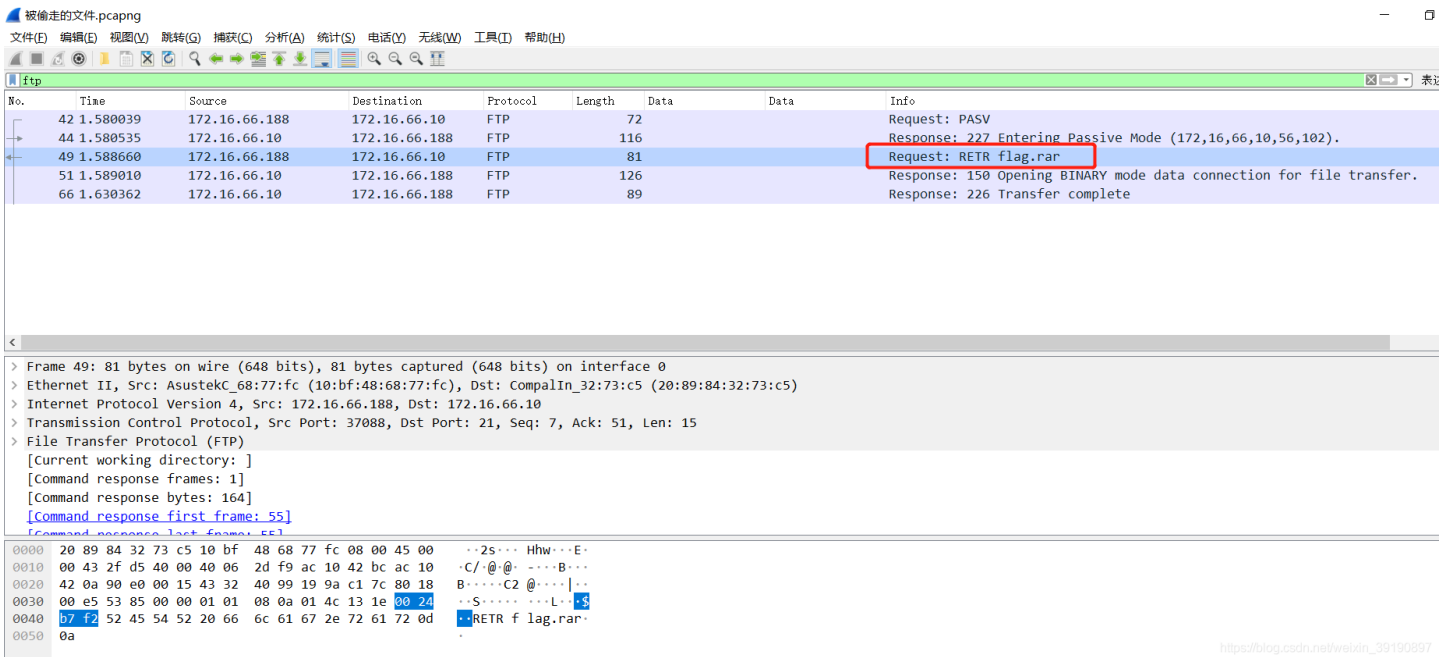 被偷走的文件.pcapng
文件(F) 编辑(E) 视图(V) 跳转(G) 捕获(C) 分析(A) 统计(S) 电话(Y) 无线(W) 工具(T) 帮助(H)
ftp
No. Time Source Destination Protocol Length Data Data Info
42 1.580039 172.16.66.188 172.16.66.10 FTP 72 Request: PASV
44 1.580535 172.16.66.10 172.16.66.188 FTP 116 Response: 227 Entering Passive Mode (172,16,66,10,56,102).
49 1.588660 172.16.66.188 172.16.66.10 FTP 81 Request: RETR flag.rar
51 1.589010 172.16.66.10 172.16.66.188 FTP 126 Response: 150 Opening BINARY mode data connection for file transfer.
66 1.630362 172.16.66.10 172.16.66.188 FTP 89 Response: 226 Transfer complete
Frame 49: 81 bytes on wire (648 bits), 81 bytes captured (648 bits) on interface 0
Ethernet II, Src: AsustekC_68:77:fc (10:bf:48:68:77:fc), Dst: CompalIn_32:73:c5 (20:89:84:32:73:c5)
Internet Protocol Version 4, Src: 172.16.66.188, Dst: 172.16.66.10
Transmission Control Protocol, Src Port: 37088, Dst Port: 21, Seq: 7, Ack: 51, Len: 15
File Transfer Protocol (FTP)
[Current working directory: ]
[Command response frames: 1]
[Command response bytes: 164]
[Command response first frame: 55]
[Command response last frame: 55]
0000 20 89 84 32 73 c5 10 bf 48 68 77 fc 08 00 45 00 ··2s··· Hhw···E·
0010 00 43 2f d5 40 00 40 06 2d f9 ac 10 42 bc ac 10 ·C/·@·@· -···B···
0020 42 0a 90 e0 00 15 43 32 40 99 19 9a c1 7c 80 18 B·····C2 @····|··
0030 00 e5 53 85 00 00 01 01 08 0a 01 4c 13 1e 00 24 ··S····· ···L···$
0040 b7 f2 52 45 54 52 20 66 6c 61 67 2e 72 61 72 0d ··RETR f lag.rar·
0050 0a ·
https://blog.csdn.net/weixin_39190897